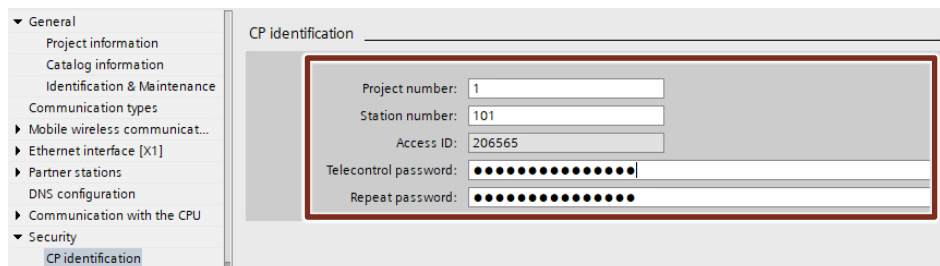 General
Project information
Catalog information
Identification & Maintenance
Communication types
Mobile wireless communicat...
Ethernet interface [X1]
Partner stations
DNS configuration
Communication with the CPU
Security
CP identification
CP identification
Project number: 1
Station number: 101
Access ID: 206565
Telecontrol password: ●●●●●●●●●●●●●●●
Repeat password: ●●●●●●●●●●●●●●●